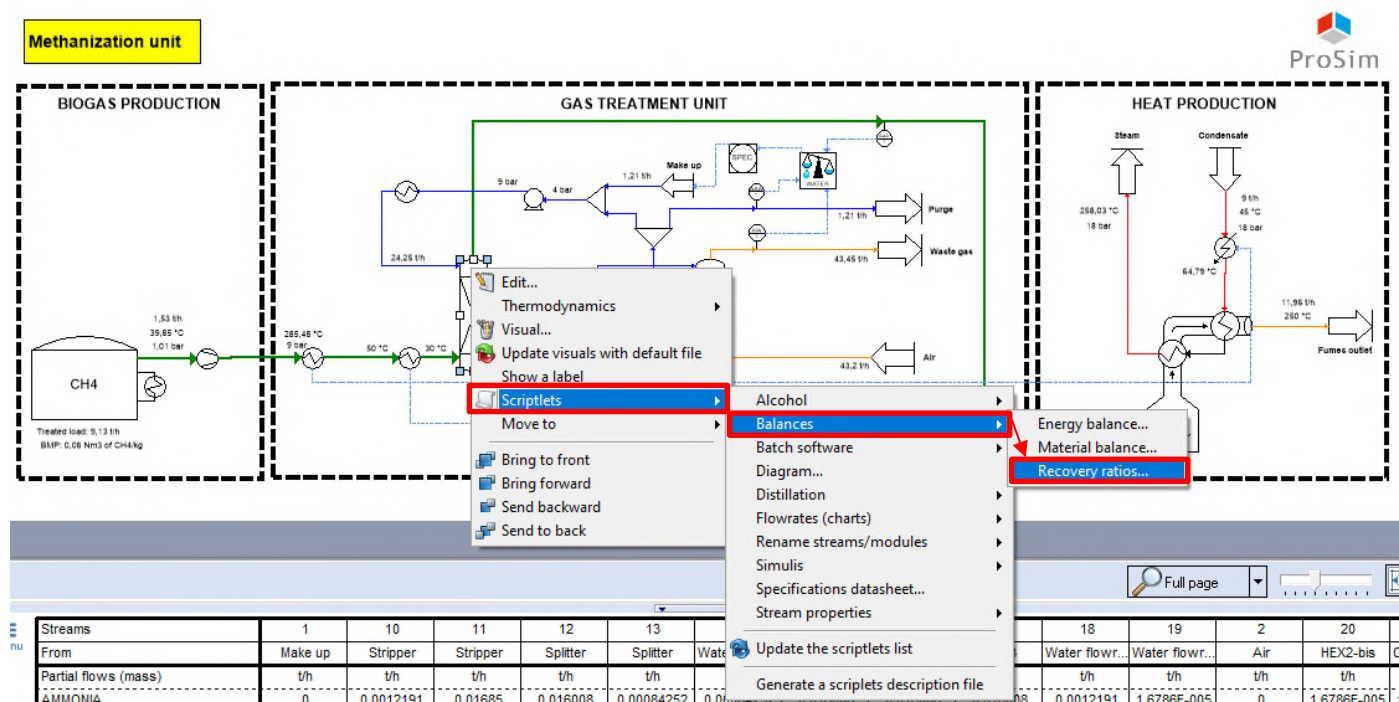 Methanization unit
ProSim
BIOGAS PRODUCTION
GAS TREATMENT UNIT
HEAT PRODUCTION
Steam
Condensate
Make up
SPEC
WATER
9 bar
4 bar
1,21 t/h
1,21 t/h
Purge
258,03 °C
18 bar
9 t/h
45 °C
18 bar
24,25 t/h
43,45 t/h
Waste gas
64,79 °C
1,53 t/h
39,85 °C
1,01 bar
285,48 °C
9 bar
50 °C
30 °C
11,96 t/h
250 °C
Fumes outlet
CH4
43,2 t/h
Air
Treated load: 9,13 t/h
BMP: 0,08 Nm3 of CH4/kg
Edit...
Thermodynamics
Visual...
Update visuals with default file
Show a label
Scriptlets
Move to
Bring to front
Bring forward
Send backward
Send to back
Alcohol
Balances
Batch software
Diagram...
Distillation
Flowrates (charts)
Rename streams/modules
Simulis
Specifications datasheet...
Stream properties
Update the scriptlets list
Generate a scriplets description file
Energy balance...
Material balance...
Recovery ratios...
Full page
nu
Streams 1 10 11 12 13 18 19 2 20
From Make up Stripper Stripper Splitter Splitter Wate Water flowr... Water flowr... Air HEX2-bis
Partial flows (mass) t/h t/h t/h t/h t/h t/h t/h t/h t/h
AMMONIA 0 0.0012191 0.01685 0.016008 0.00084252 0.0012191 1.6786E-005 0 1.6786E-005